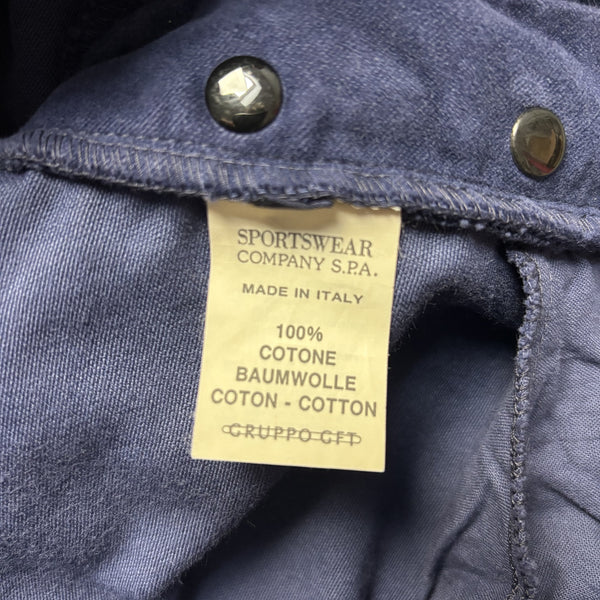 SPORTSWEAR
COMPANY S.P.A.
MADE IN ITALY
100%
COTONE
BAUMWOLLE
COTON - COTTON
GRUPPO GFT